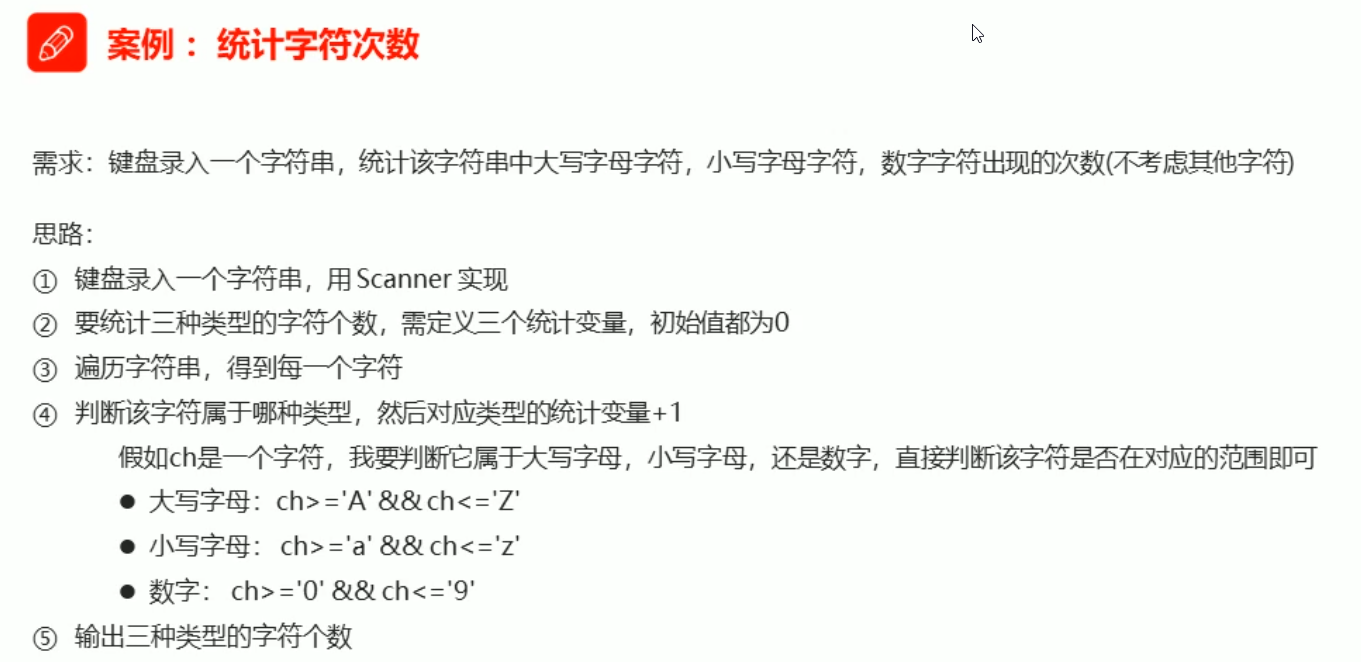 案例：统计字符次数
需求：键盘录入一个字符串，统计该字符串中大写字母字符，小写字母字符，数字字符出现的次数(不考虑其他字符)
思路：
① 键盘录入一个字符串，用 Scanner 实现
② 要统计三种类型的字符个数，需定义三个统计变量，初始值都为0
③ 遍历字符串，得到每一个字符
④ 判断该字符属于哪种类型，然后对应类型的统计变量+1
假如ch是一个字符，我要判断它属于大写字母，小写字母，还是数字，直接判断该字符是否在对应的范围即可
● 大写字母：ch>='A' && ch<='Z'
● 小写字母： ch>='a' && ch<='z'
● 数字： ch>='0' && ch<='9'
⑤ 输出三种类型的字符个数